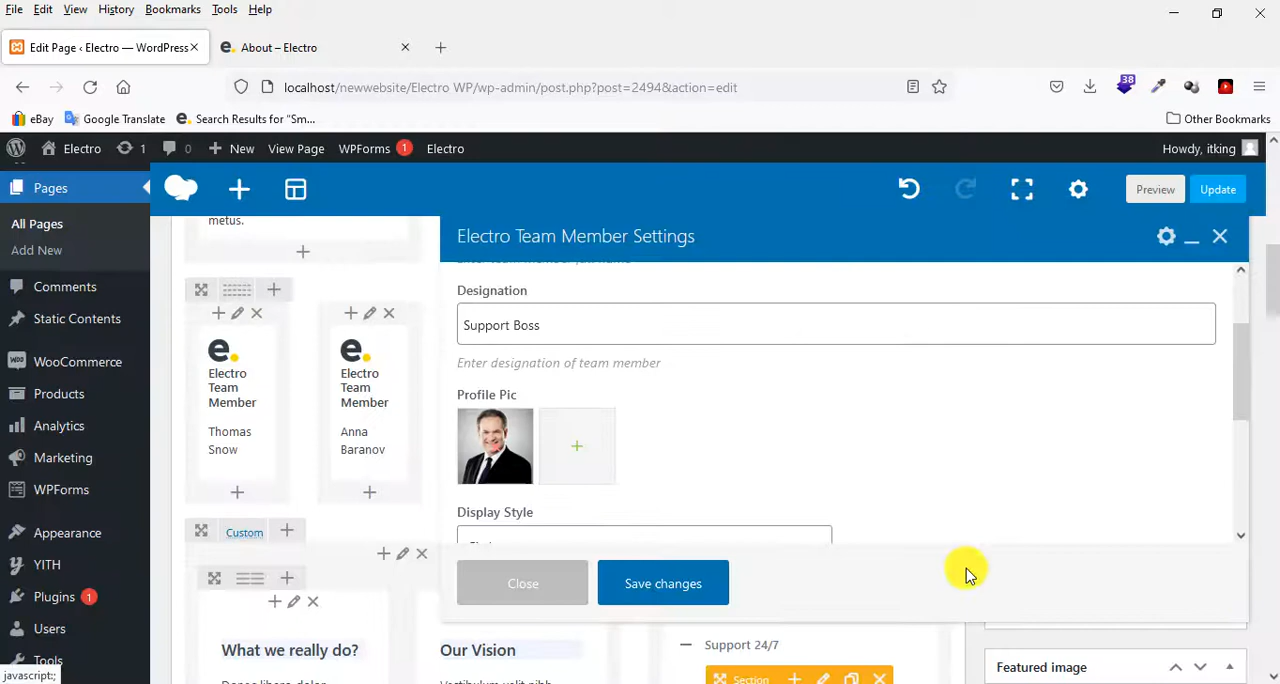 File Edit View History Bookmarks Tools Help
Edit Page ‹ Electro — WordPress
e. About – Electro
localhost/newwebsite/Electro WP/wp-admin/post.php?post=2494&action=edit
38
eBay Google Translate e. Search Results for "Sm...
Other Bookmarks
Electro 1 0 New View Page WPForms 1 Electro
Howdy, itking
Pages
All Pages
Add New
Comments
Static Contents
WooCommerce
Products
Analytics
Marketing
WPForms
Appearance
YITH
Plugins 1
Users
Tools
javascript:;
Preview Update
metus.
Electro Team Member Settings
Designation
Support Boss
Enter designation of team member
Profile Pic
Display Style
Close Save changes
e.
Electro
Team
Member
Thomas
Snow
e.
Electro
Team
Member
Anna
Baranov
Custom
What we really do?
Our Vision
Support 24/7
Section
Featured image